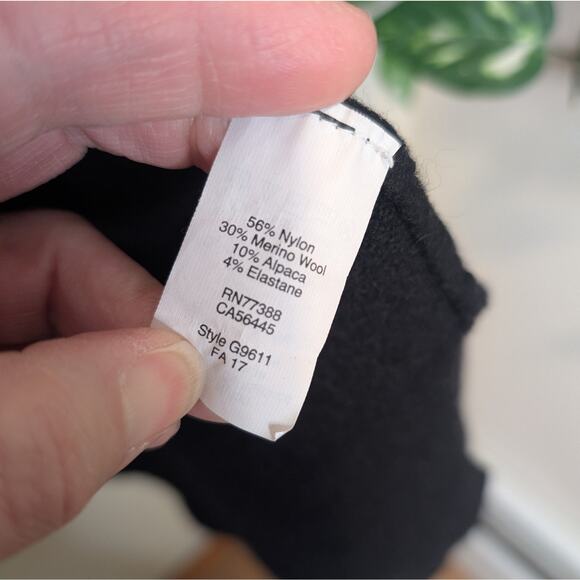 56% Nylon
30% Merino Wool
10% Alpaca
4% Elastane
RN77388
CA56445
Style G9611
FA 17